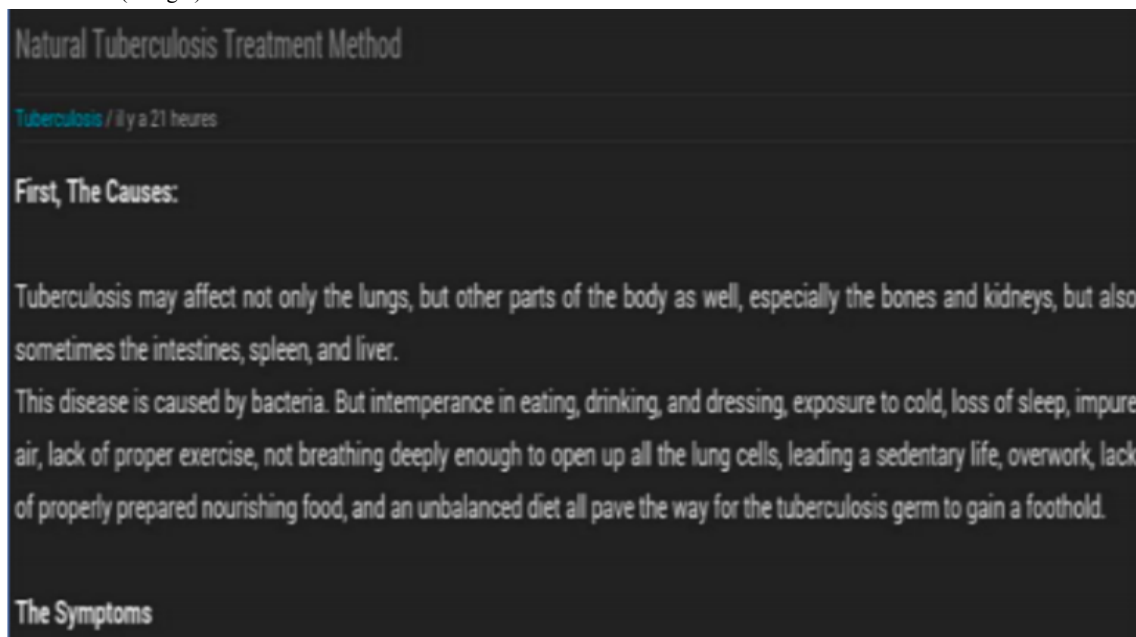 Natural Tuberculosis Treatment Method
Tuberculosis / il y a 21 heures
First, The Causes:
Tuberculosis may affect not only the lungs, but other parts of the body as well, especially the bones and kidneys, but also
sometimes the intestines, spleen, and liver.
This disease is caused by bacteria. But intemperance in eating, drinking, and dressing, exposure to cold, loss of sleep, impure
air, lack of proper exercise, not breathing deeply enough to open up all the lung cells, leading a sedentary life, overwork, lack
of properly prepared nourishing food, and an unbalanced diet all pave the way for the tuberculosis germ to gain a foothold.
The Symptoms